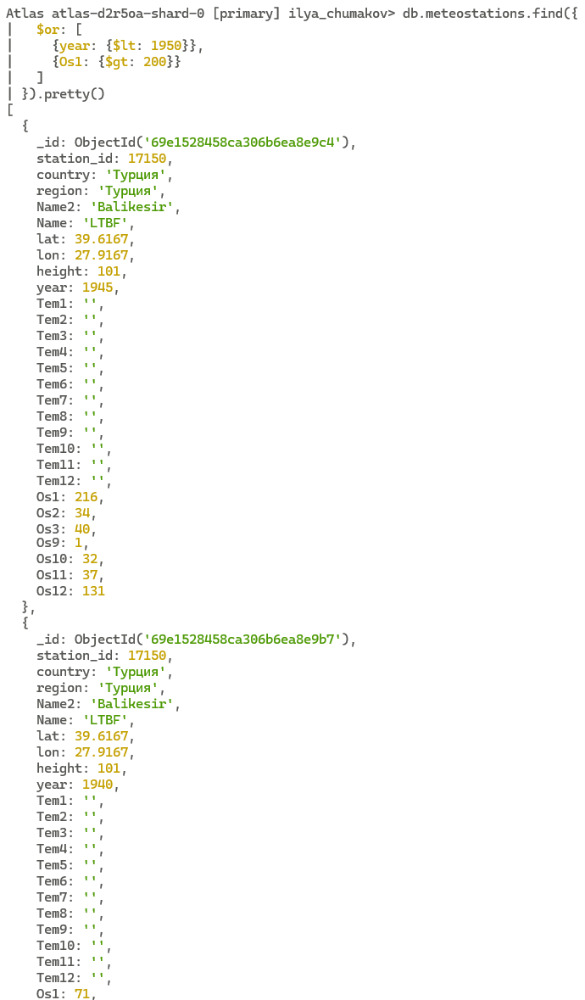 Atlas atlas-d2r5oa-shard-0 [primary] ilya_chumakov> db.meteostations.find({
|   $or: [
|     {year: {$lt: 1950}},
|     {Os1: {$gt: 200}}
|   ]
| }).pretty()
[
  {
    _id: ObjectId('69e1528458ca306b6ea8e9c4'),
    station_id: 17150,
    country: 'Турция',
    region: 'Турция',
    Name2: 'Balikesir',
    Name: 'LTBF',
    lat: 39.6167,
    lon: 27.9167,
    height: 101,
    year: 1945,
    Tem1: '',
    Tem2: '',
    Tem3: '',
    Tem4: '',
    Tem5: '',
    Tem6: '',
    Tem7: '',
    Tem8: '',
    Tem9: '',
    Tem10: '',
    Tem11: '',
    Tem12: '',
    Os1: 216,
    Os2: 34,
    Os3: 40,
    Os9: 1,
    Os10: 32,
    Os11: 37,
    Os12: 131
  },
  {
    _id: ObjectId('69e1528458ca306b6ea8e9b7'),
    station_id: 17150,
    country: 'Турция',
    region: 'Турция',
    Name2: 'Balikesir',
    Name: 'LTBF',
    lat: 39.6167,
    lon: 27.9167,
    height: 101,
    year: 1940,
    Tem1: '',
    Tem2: '',
    Tem3: '',
    Tem4: '',
    Tem5: '',
    Tem6: '',
    Tem7: '',
    Tem8: '',
    Tem9: '',
    Tem10: '',
    Tem11: '',
    Tem12: '',
    Os1: 71,